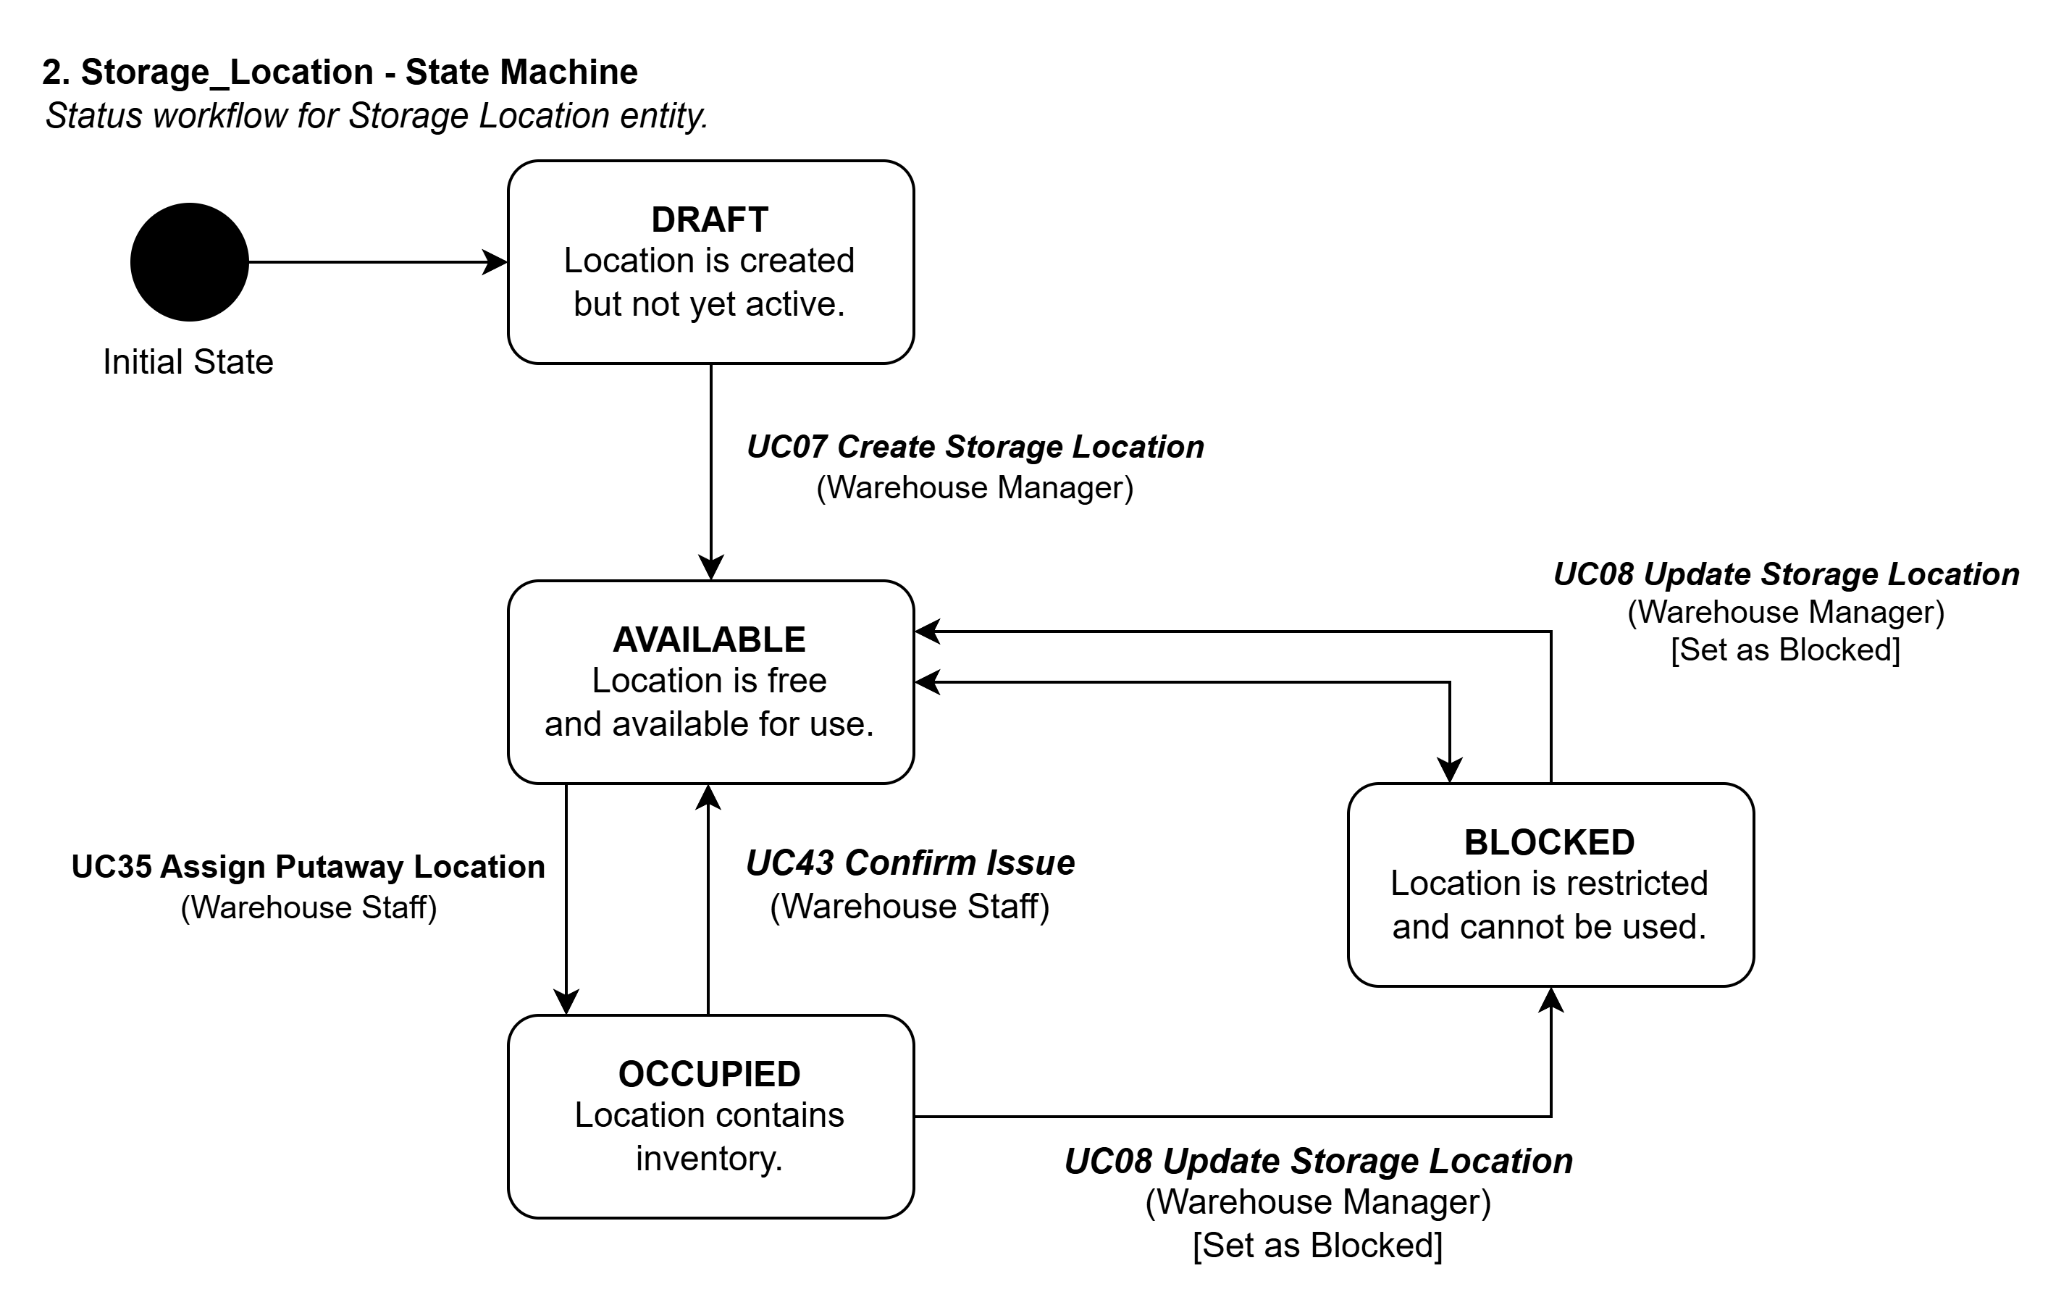 2. Storage_Location - State Machine
Status workflow for Storage Location entity.
DRAFT
Location is created
but not yet active.
Initial State
UC07 Create Storage Location
(Warehouse Manager)
UC08 Update Storage Location
(Warehouse Manager)
[Set as Blocked]
AVAILABLE
Location is free
and available for use.
UC35 Assign Putaway Location
(Warehouse Staff)
UC43 Confirm Issue
(Warehouse Staff)
BLOCKED
Location is restricted
and cannot be used.
OCCUPIED
Location contains
inventory.
UC08 Update Storage Location
(Warehouse Manager)
[Set as Blocked]